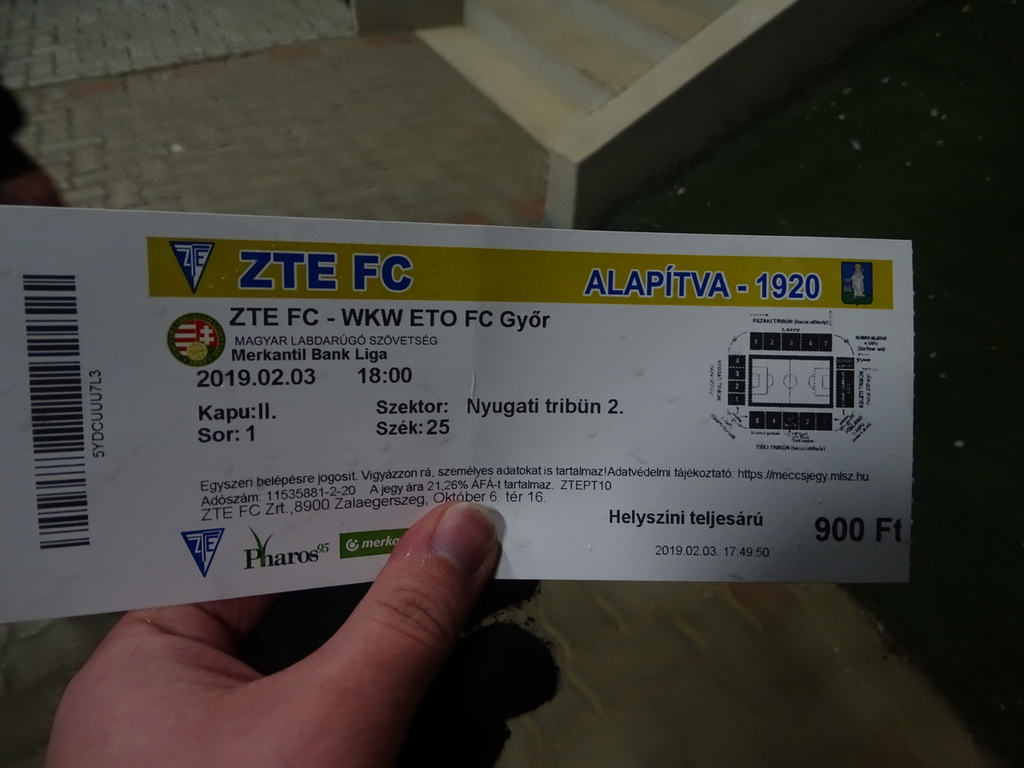 ZTE
ZTE FC
ALAPÍTVA - 1920
ZTE FC - WKW ETO FC Győr
MAGYAR LABDARÚGÓ SZÖVETSÉG
Merkantil Bank Liga
2019.02.03 18:00
Kapu:II. Szektor: Nyugati tribün 2.
Sor: 1 Szék: 25
5YDCUUU7L3
Egyszeri belépésre jogosit. Vigyázzon rá, személyes adatokat is tartalmaz!Adatvédelmi tájékoztató: https://meccsjegy.mlsz.hu
Adószám: 11535881-2-20 A jegy ára 21,26% ÁFÁ-t tartalmaz. ZTEPT10
ZTE FC Zrt.,8900 Zalaegerszeg, Október 6. tér 16.
Helyszíni teljesárú 900 Ft
2019.02.03. 17:49:50
ZTE
Pharos95
merka